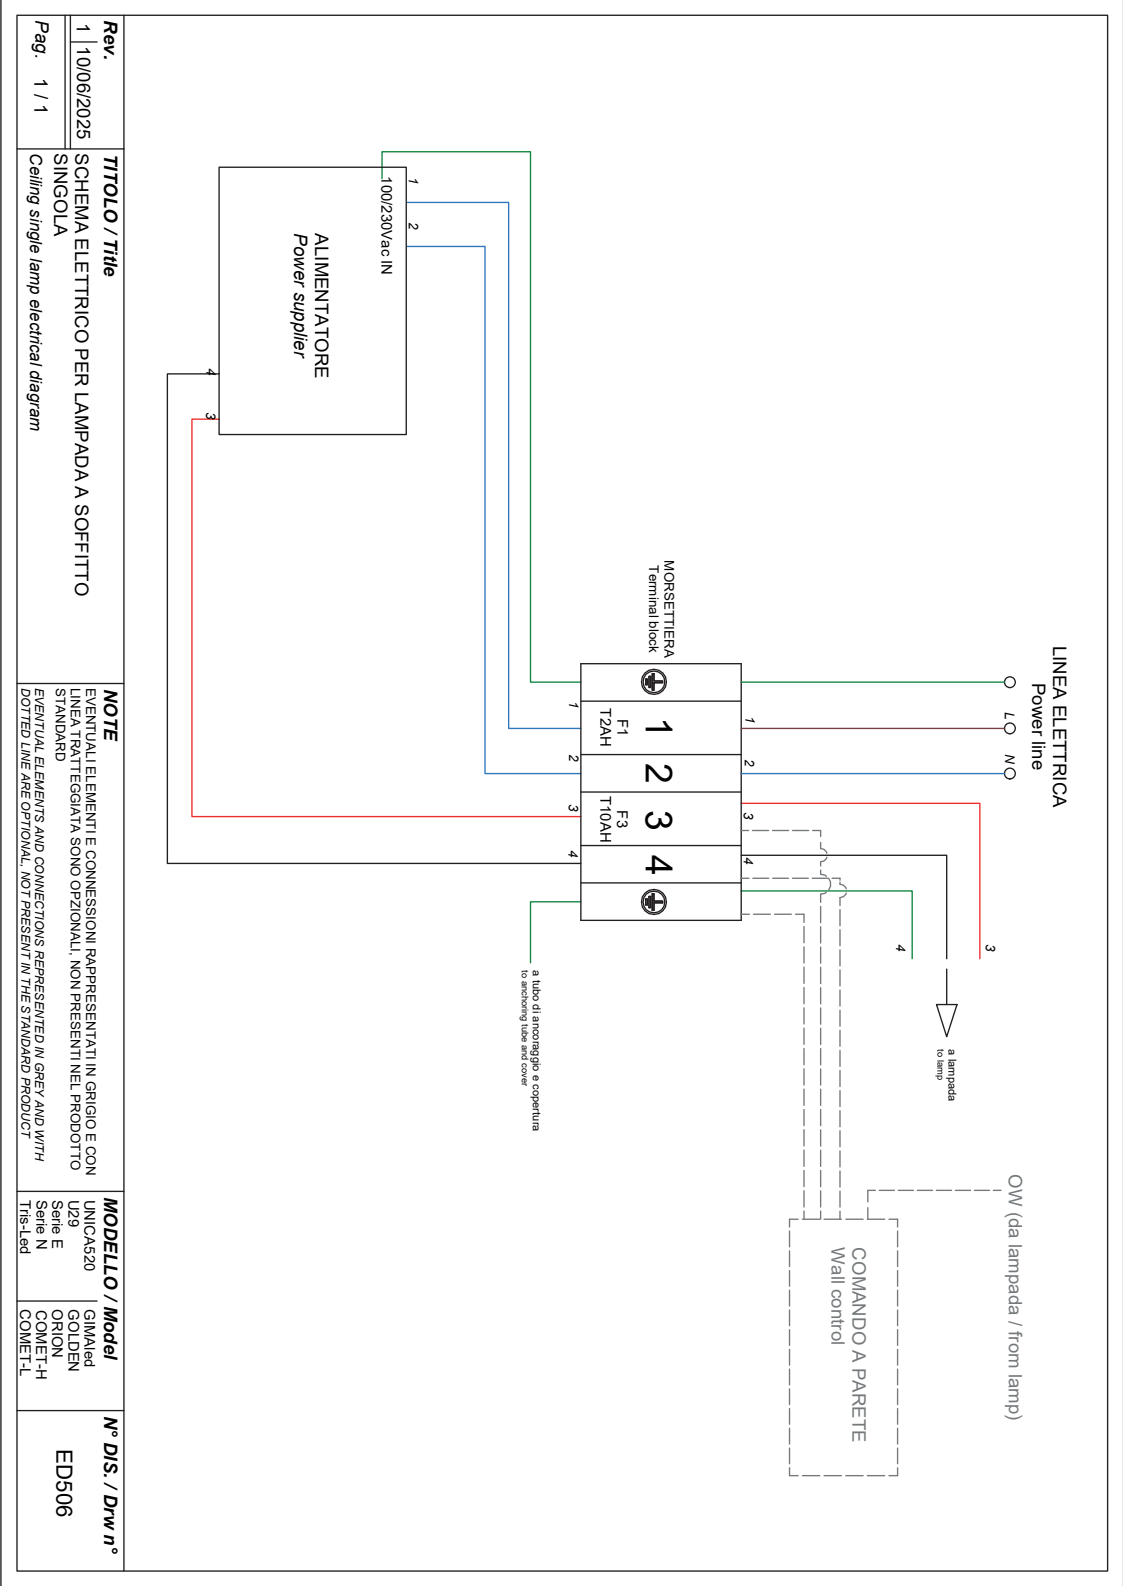 LINEA ELETTRICA
Power line
L
N
OW (da lampada / from lamp)
COMANDO A PARETE
Wall control
a lampada
to lamp
3
4
1
2
3
4
MORSETTIERA
Terminal block
1
F1
T2AH
2
3
F3
T10AH
4
1
2
3
4
a tubo di ancoraggio e copertura
to anchoring tube and cover
1
2
100/230Vac IN
ALIMENTATORE
Power supplier
4
3
Rev.
1 10/06/2025
Pag. 1 / 1
TITOLO / Title
SCHEMA ELETTRICO PER LAMPADA A SOFFITTO
SINGOLA
Ceiling single lamp electrical diagram
NOTE
EVENTUALI ELEMENTI E CONNESSIONI RAPPRESENTATI IN GRIGIO E CON
LINEA TRATTEGGIATA SONO OPZIONALI, NON PRESENTI NEL PRODOTTO
STANDARD
EVENTUAL ELEMENTS AND CONNECTIONS REPRESENTED IN GREY AND WITH
DOTTED LINE ARE OPTIONAL, NOT PRESENT IN THE STANDARD PRODUCT
MODELLO / Model
UNICA520
U29
Serie E
Serie N
Tris-Led
GIMAled
GOLDEN
ORION
COMET-H
COMET-L
N° DIS. / Drw n°
ED506